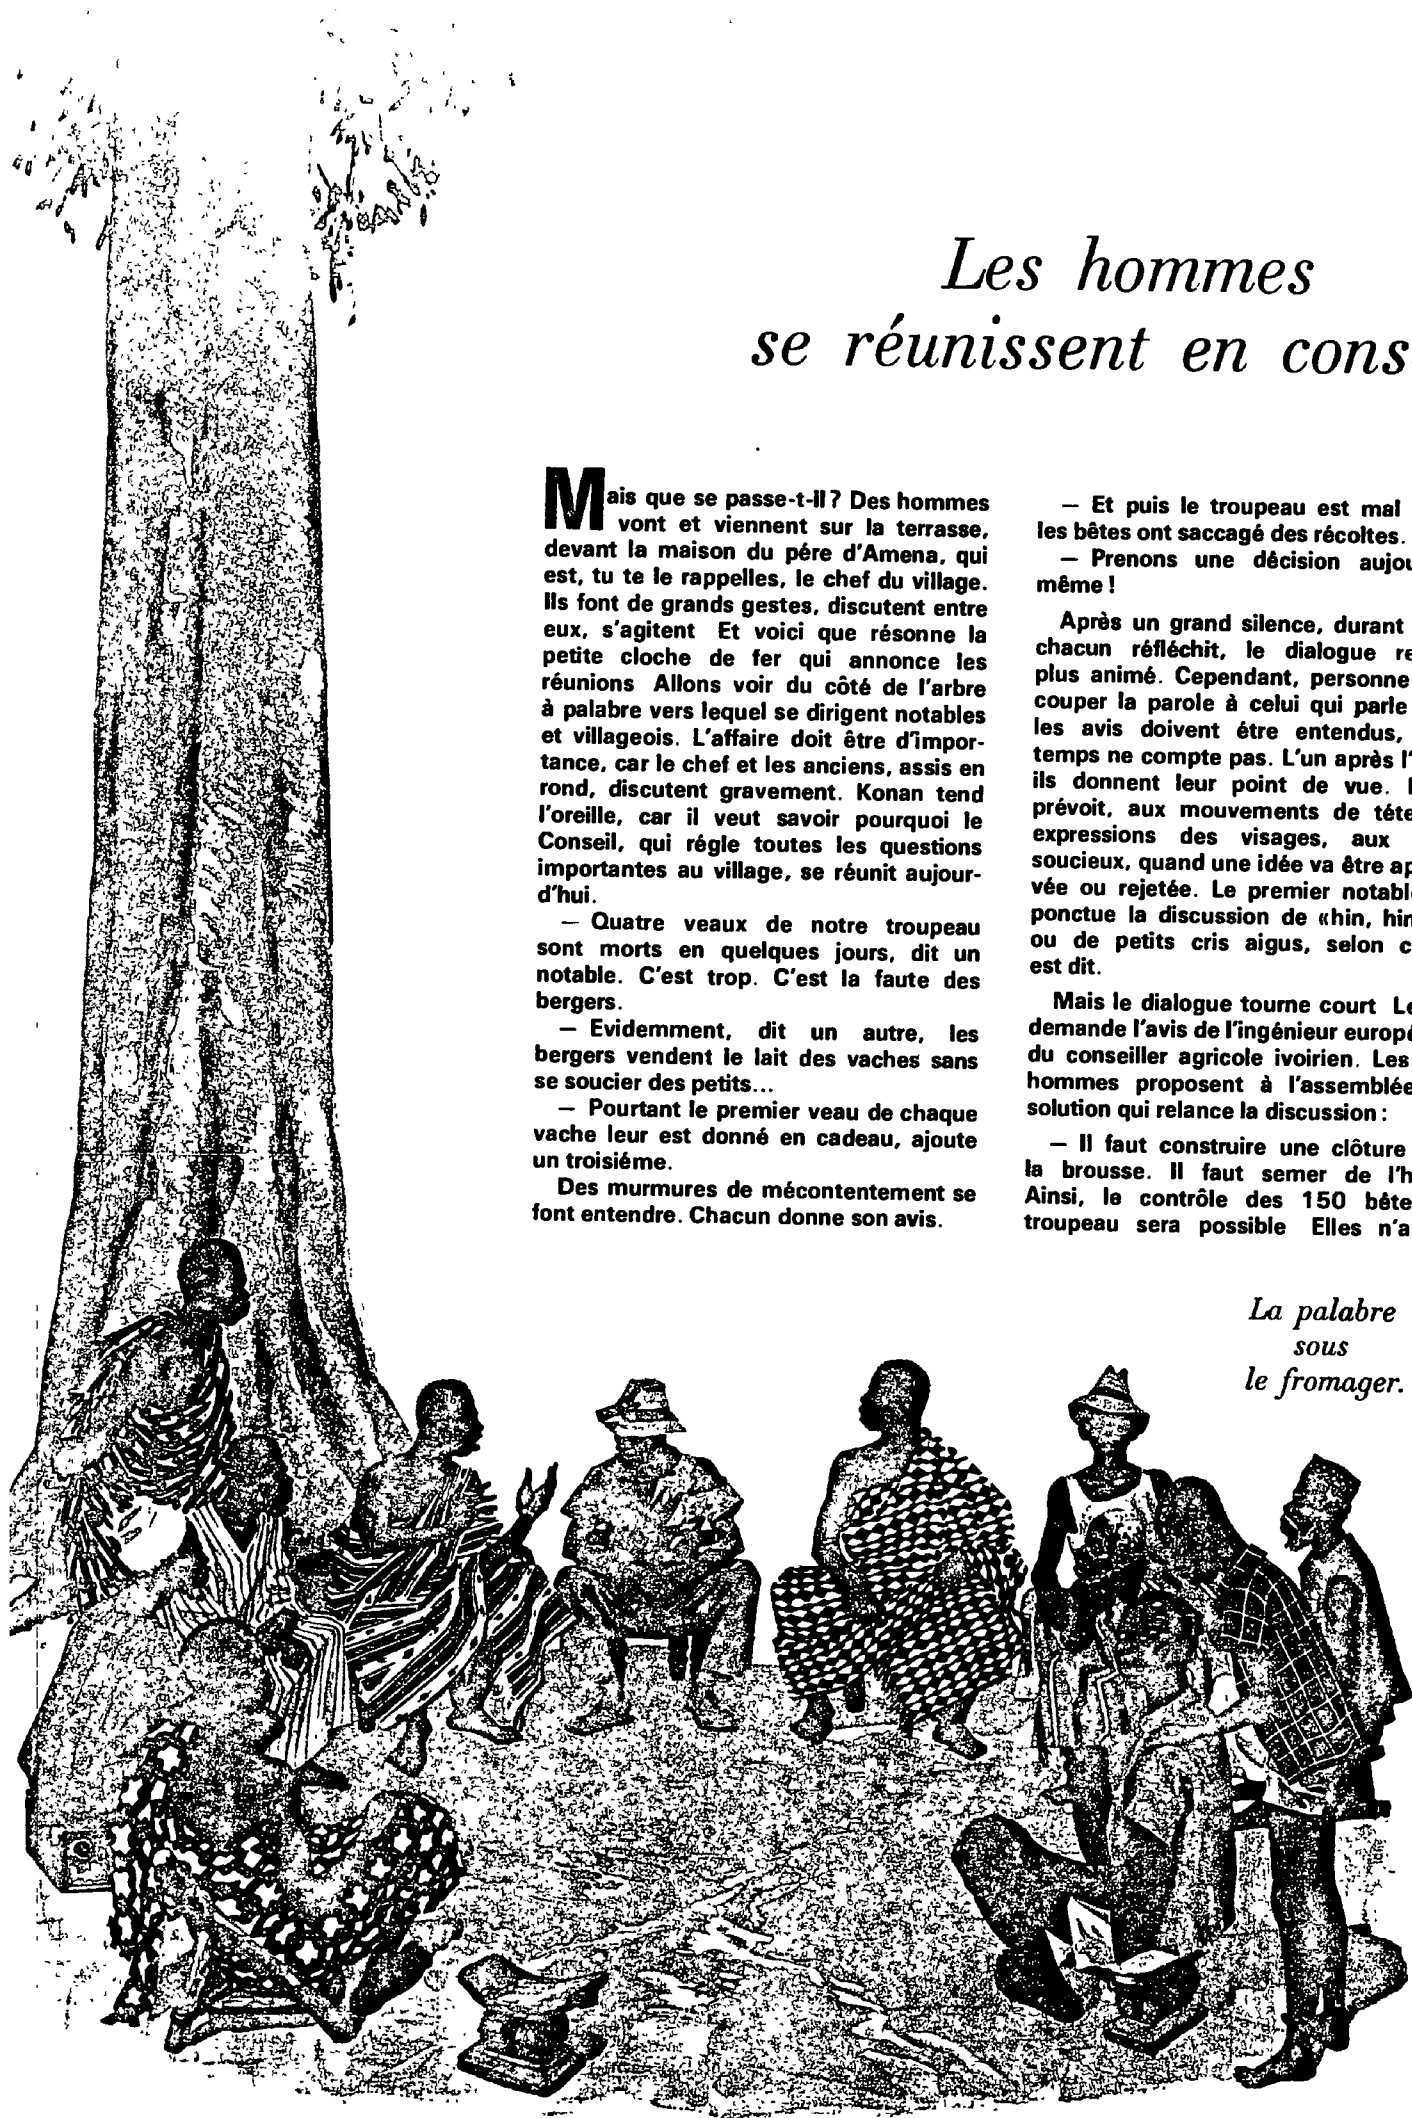 Les hommes
se réunissent en cons
Mais que se passe-t-il? Des hommes
vont et viennent sur la terrasse,
devant la maison du père d'Amena, qui
est, tu te le rappelles, le chef du village.
Ils font de grands gestes, discutent entre
eux, s'agitent Et voici que résonne la
petite cloche de fer qui annonce les
réunions Allons voir du côté de l'arbre
à palabre vers lequel se dirigent notables
et villageois. L'affaire doit être d'impor-
tance, car le chef et les anciens, assis en
rond, discutent gravement. Konan tend
l'oreille, car il veut savoir pourquoi le
Conseil, qui règle toutes les questions
importantes au village, se réunit aujour-
d'hui.
— Quatre veaux de notre troupeau
sont morts en quelques jours, dit un
notable. C'est trop. C'est la faute des
bergers.
— Evidemment, dit un autre, les
bergers vendent le lait des vaches sans
se soucier des petits...
— Pourtant le premier veau de chaque
vache leur est donné en cadeau, ajoute
un troisième.
Des murmures de mécontentement se
font entendre. Chacun donne son avis.
— Et puis le troupeau est mal
les bêtes ont saccagé des récoltes.
— Prenons une décision aujou
même!
Après un grand silence, durant
chacun réfléchit, le dialogue re
plus animé. Cependant, personne
couper la parole à celui qui parle
les avis doivent être entendus,
temps ne compte pas. L'un après l'
ils donnent leur point de vue.
prévoit, aux mouvements de tête
expressions des visages, aux
soucieux, quand une idée va être ap
vée ou rejetée. Le premier notabl
ponctue la discussion de «hin, hin
ou de petits cris aigus, selon c
est dit.
Mais le dialogue tourne court Le
demande l'avis de l'ingénieur europé
du conseiller agricole ivoirien. Les
hommes proposent à l'assemblée
solution qui relance la discussion:
— Il faut construire une clôture
la brousse. Il faut semer de l'h
Ainsi, le contrôle des 150 bête
troupeau sera possible Elles n'a
La palabre
sous
le fromager.